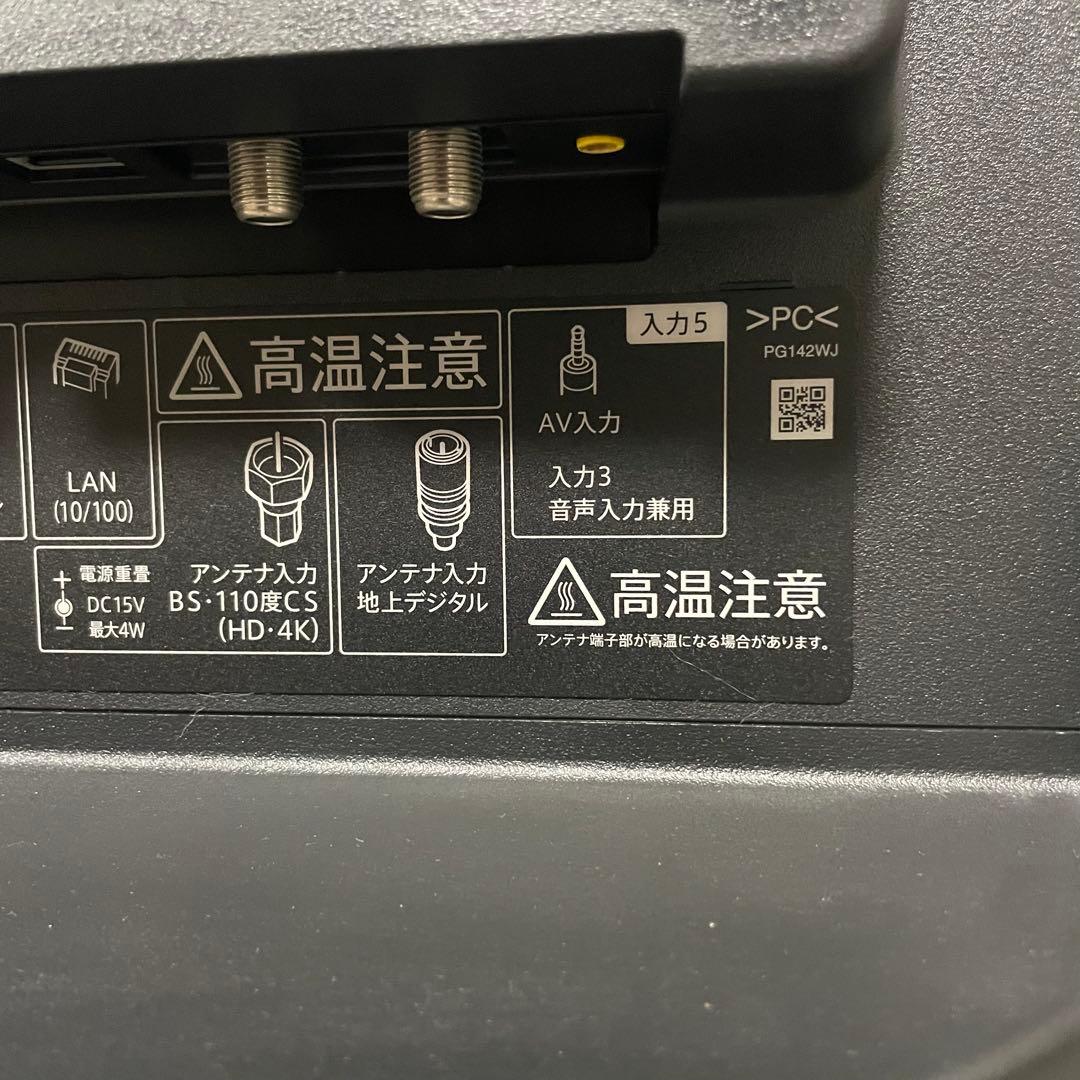 LAN
(10/100)
高温注意
入力5
AV入力
入力3
音声入力兼用
>PC<
PG142WJ
電源重畳
DC15V
最大4W
アンテナ入力
BS・110度CS
(HD・4K)
アンテナ入力
地上デジタル
高温注意
アンテナ端子部が高温になる場合があります。